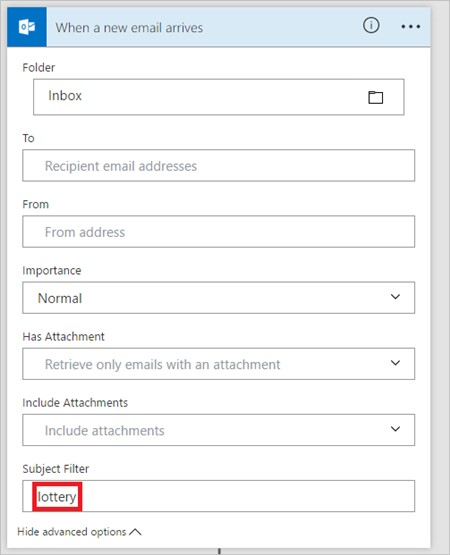 When a new email arrives
Folder
Inbox
To
Recipient email addresses
From
From address
Importance
Normal
Has Attachment
Retrieve only emails with an attachment
Include Attachments
Include attachments
Subject Filter
lottery
Hide advanced options